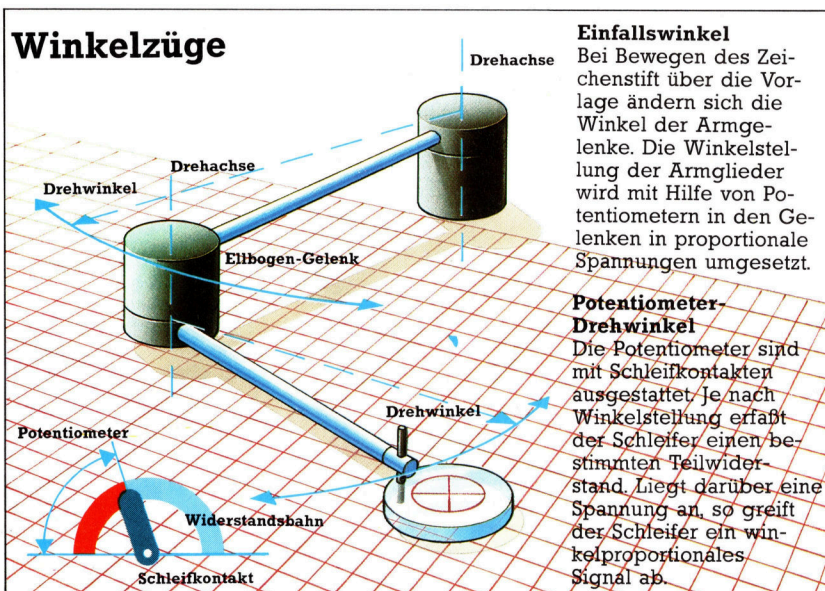 Winkelzüge
Drehachse
Drehachse
Drehwinkel
Ellbogen-Gelenk
Drehwinkel
Potentiometer
Widerstandsbahn
Schleifkontakt
Einfallswinkel
Bei Bewegen des Zei-
chenstift über die Vor-
lage ändern sich die
Winkel der Armge-
lenke. Die Winkelstel-
lung der Armglieder
wird mit Hilfe von Po-
tentiometern in den Ge-
lenken in proportionale
Spannungen umgesetzt.
Potentiometer-
Drehwinkel
Die Potentiometer sind
mit Schleifkontakten
ausgestattet. Je nach
Winkelstellung erfaßt
der Schleifer einen be-
stimmten Teilwider-
stand. Liegt darüber eine
Spannung an, so greift
der Schleifer ein win-
kelproportionales
Signal ab.